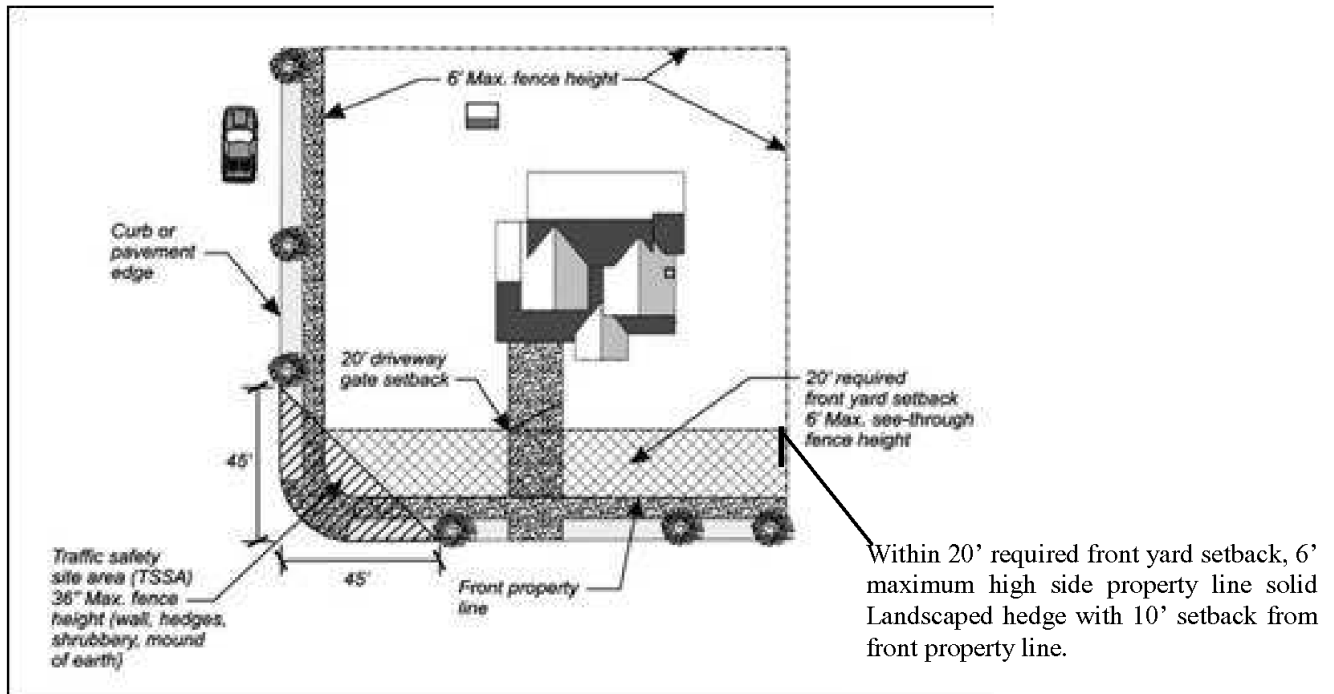 6' Max. fence height
Curb or
pavement
edge
20' driveway
gate setback
20' required
front yard setback
6' Max. see-through
fence height
45'
Traffic safety
site area (TSSA)
36" Max. fence
height (wall, hedges,
shrubbery, mound
of earth)
45'
Front property
line
Within 20’ required front yard setback, 6’
maximum high side property line solid
Landscaped hedge with 10’ setback from
front property line.